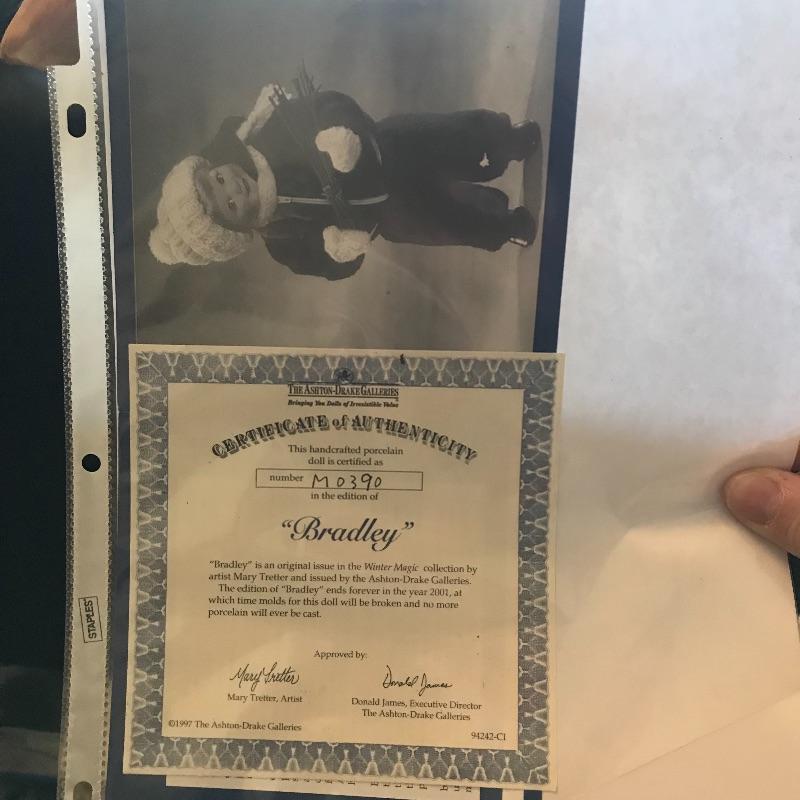 THE ASHTON-DRAKE GALLERIES
Bringing You Dolls of Irresistible Value
CERTIFICATE of AUTHENTICITY
This handcrafted porcelain
doll is certified as
number M0390
in the edition of
"Bradley"
"Bradley" is an original issue in the Winter Magic collection by
artist Mary Tretter and issued by the Ashton-Drake Galleries.
The edition of "Bradley" ends forever in the year 2001, at
which time molds for this doll will be broken and no more
porcelain will ever be cast.
Approved by:
Mary Tretter
Donald James
Mary Tretter, Artist
Donald James, Executive Director
The Ashton-Drake Galleries
©1997 The Ashton-Drake Galleries
94242-CI
STAPLES